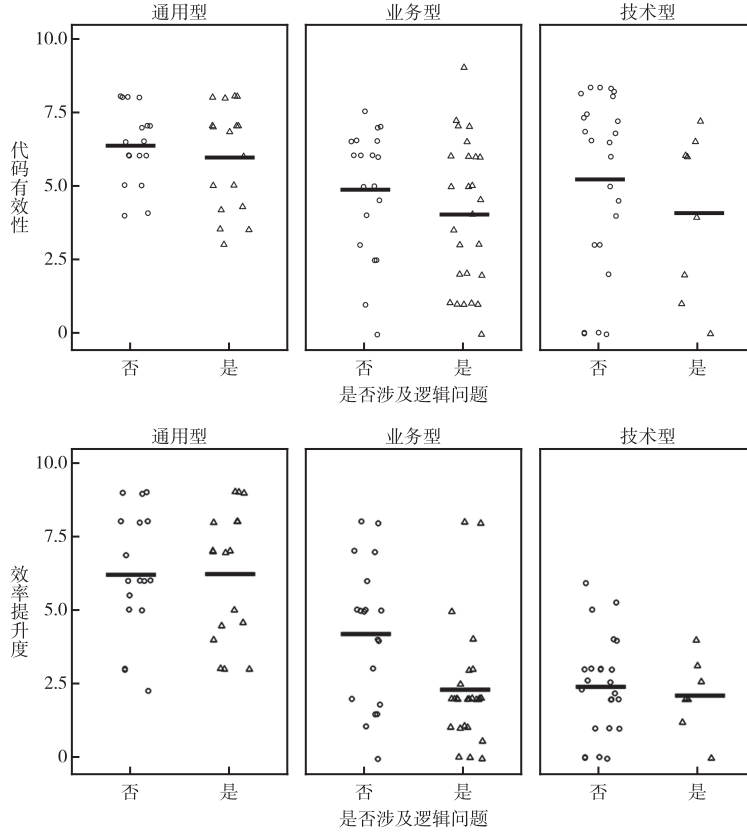 通用型 业务型 技术型
10.0
7.5
5.0
2.5
0
代码有效性
否 是 否 是 否 是
是否涉及逻辑问题
通用型 业务型 技术型
10.0
7.5
5.0
2.5
0
效率提升度
否 是 否 是 否 是
是否涉及逻辑问题